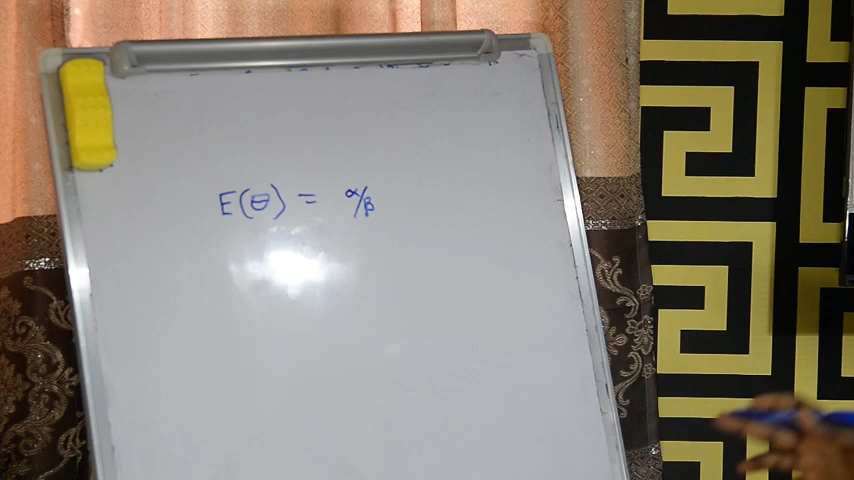 E(θ) = α/β